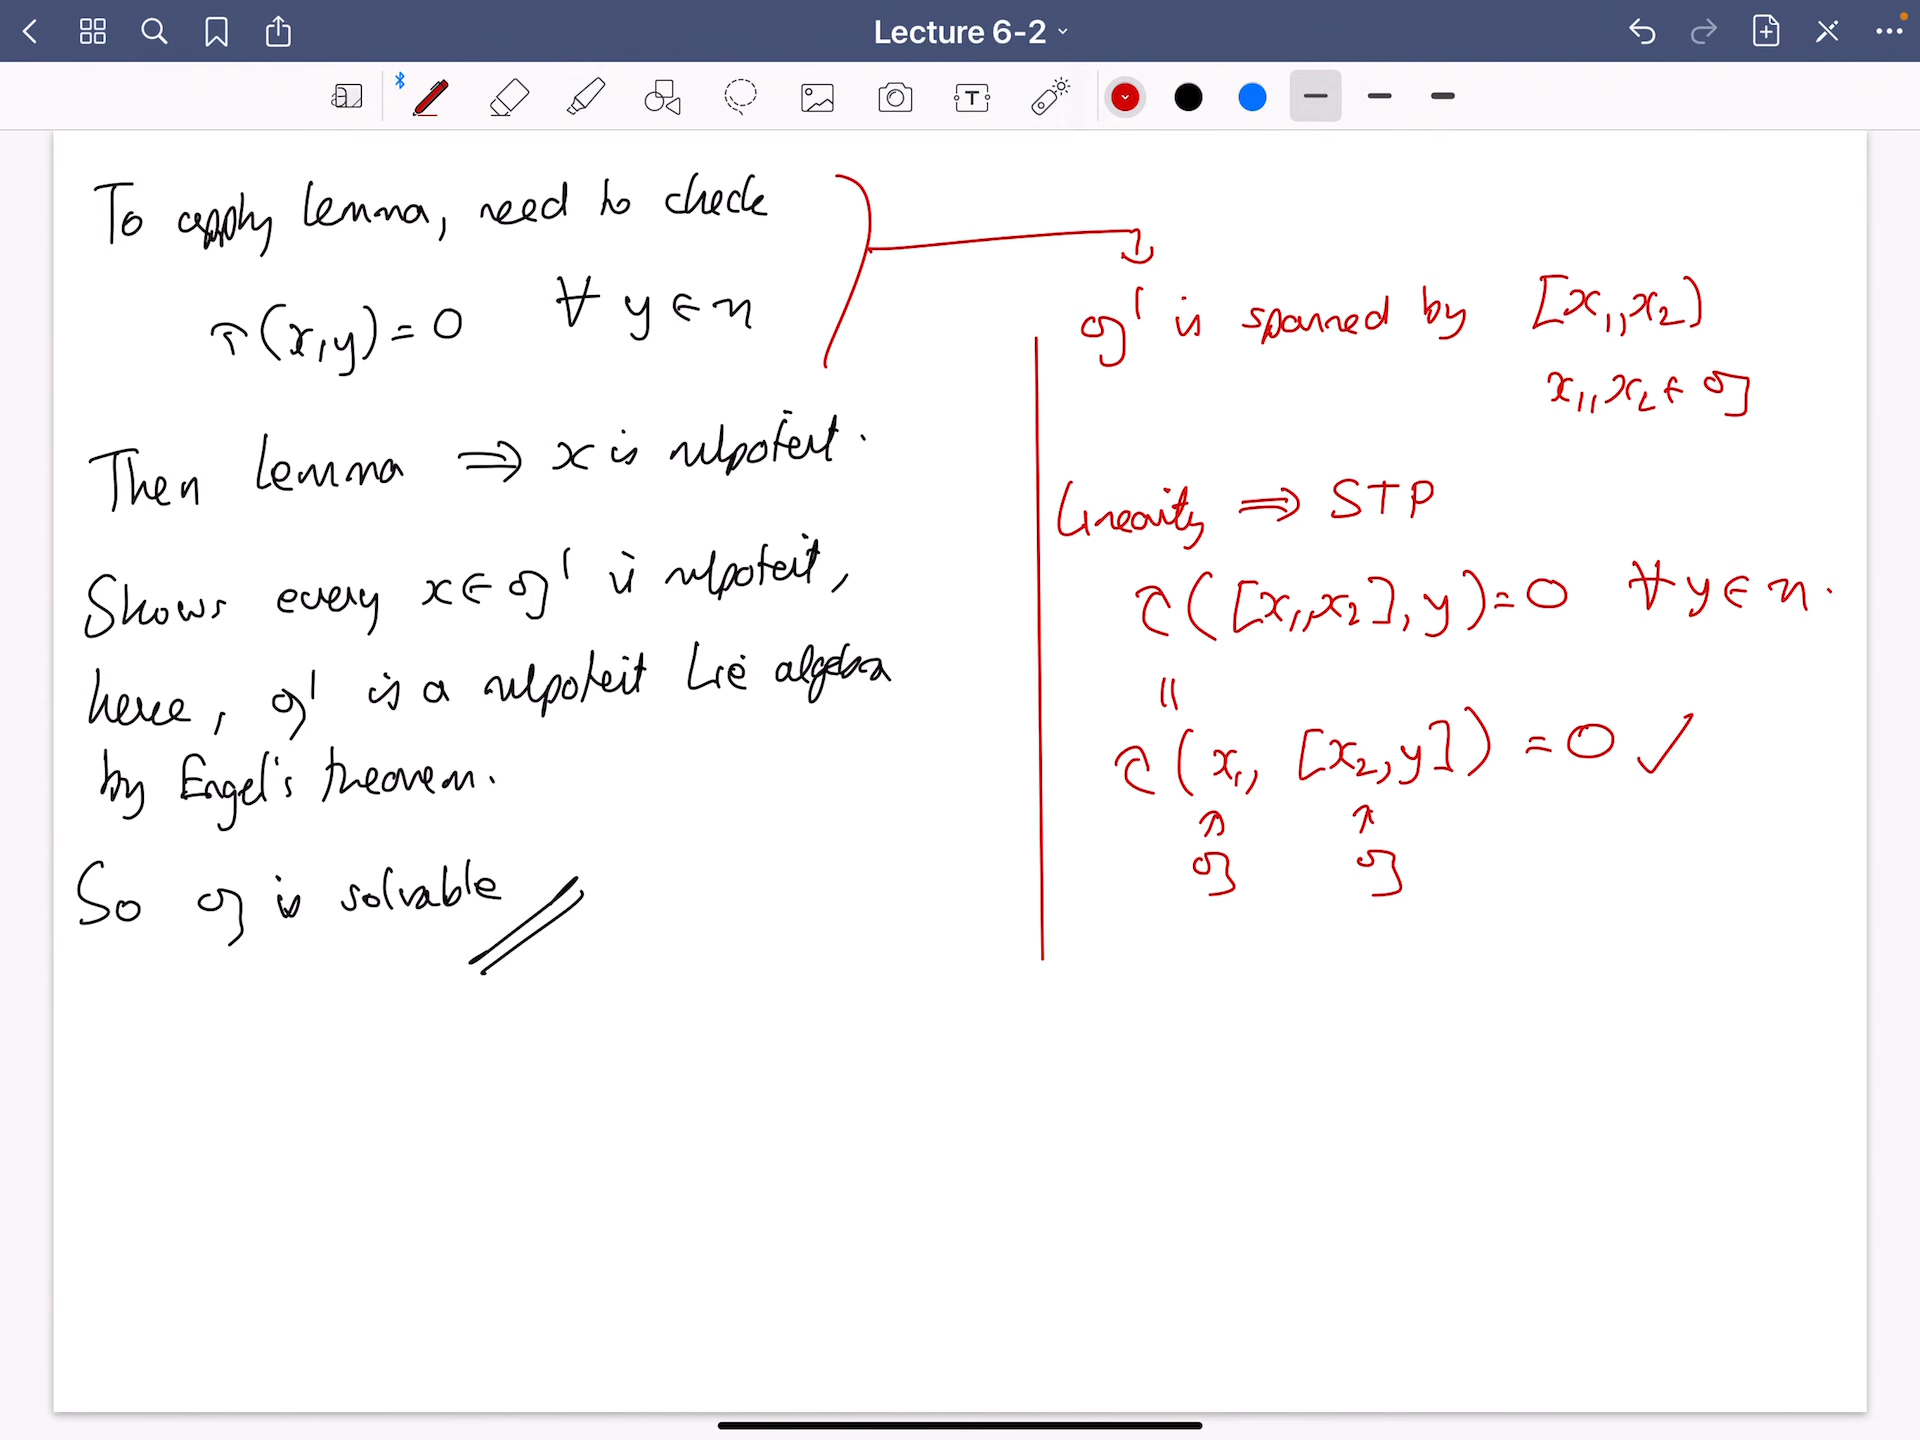 Lecture 6-2
To apply lemma, need to check
τ(x,y)=0 ∀ y ∈ n
Then Lemma ⟹ x is nilpotent.
Shows every x ∈ g' is nilpotent,
hence, g' is a nilpotent Lie algebra
by Engel's theorem.
So g is solvable
g' is spanned by [x₁,x₂]
x₁,x₂ ∈ g
Linearity ⟹ STP
τ([x₁,x₂],y)=0 ∀ y ∈ n.
||
τ(x₁, [x₂,y]) = 0 ✓
↑ ↑
g g